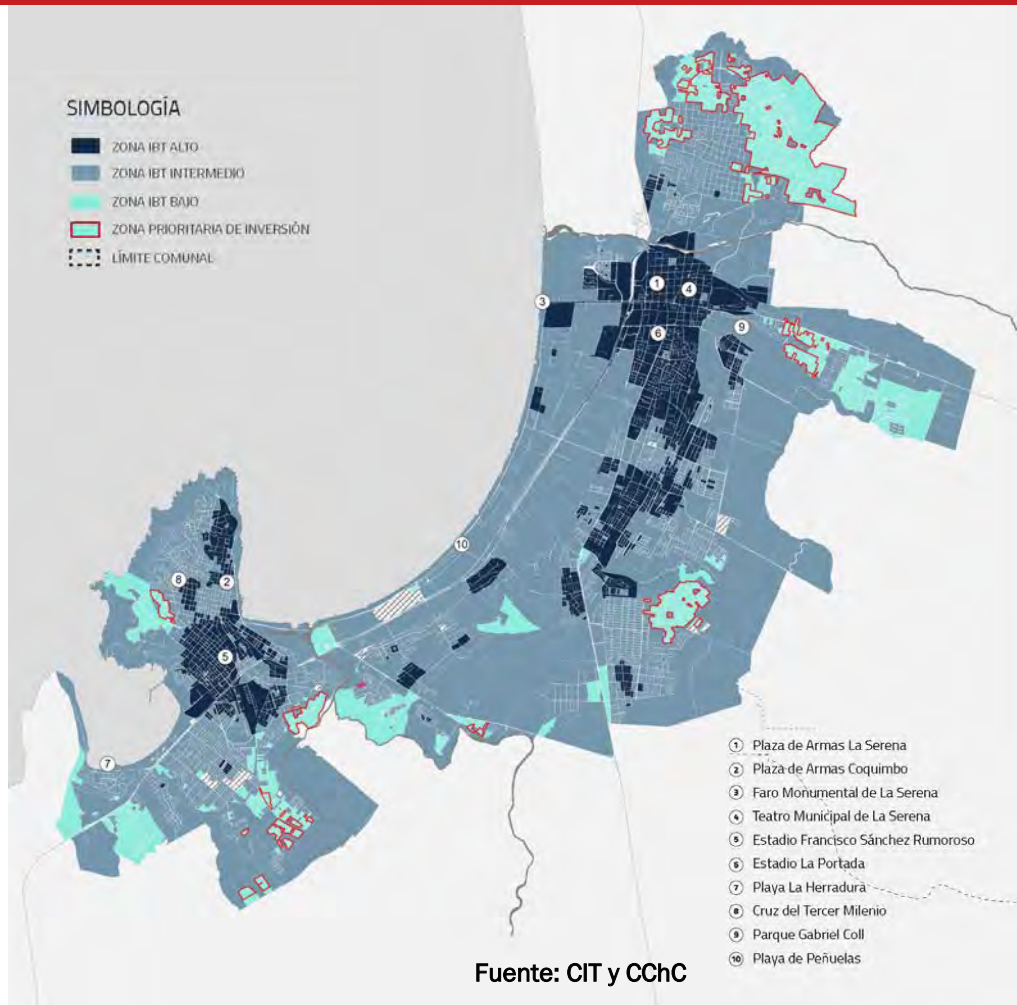 SIMBOLOGÍA
ZONA IBT ALTO
ZONA IBT INTERMEDIO
ZONA IBT BAJO
ZONA PRIORITARIA DE INVERSIÓN
LÍMITE COMUNAL
1
4
3
6
9
10
8
2
5
7
1 Plaza de Armas La Serena
2 Plaza de Armas Coquimbo
3 Faro Monumental de La Serena
4 Teatro Municipal de La Serena
5 Estadio Francisco Sánchez Rumoroso
6 Estadio La Portada
7 Playa La Herradura
8 Cruz del Tercer Milenio
9 Parque Gabriel Coll
10 Playa de Peñuelas
Fuente: CIT y CChC